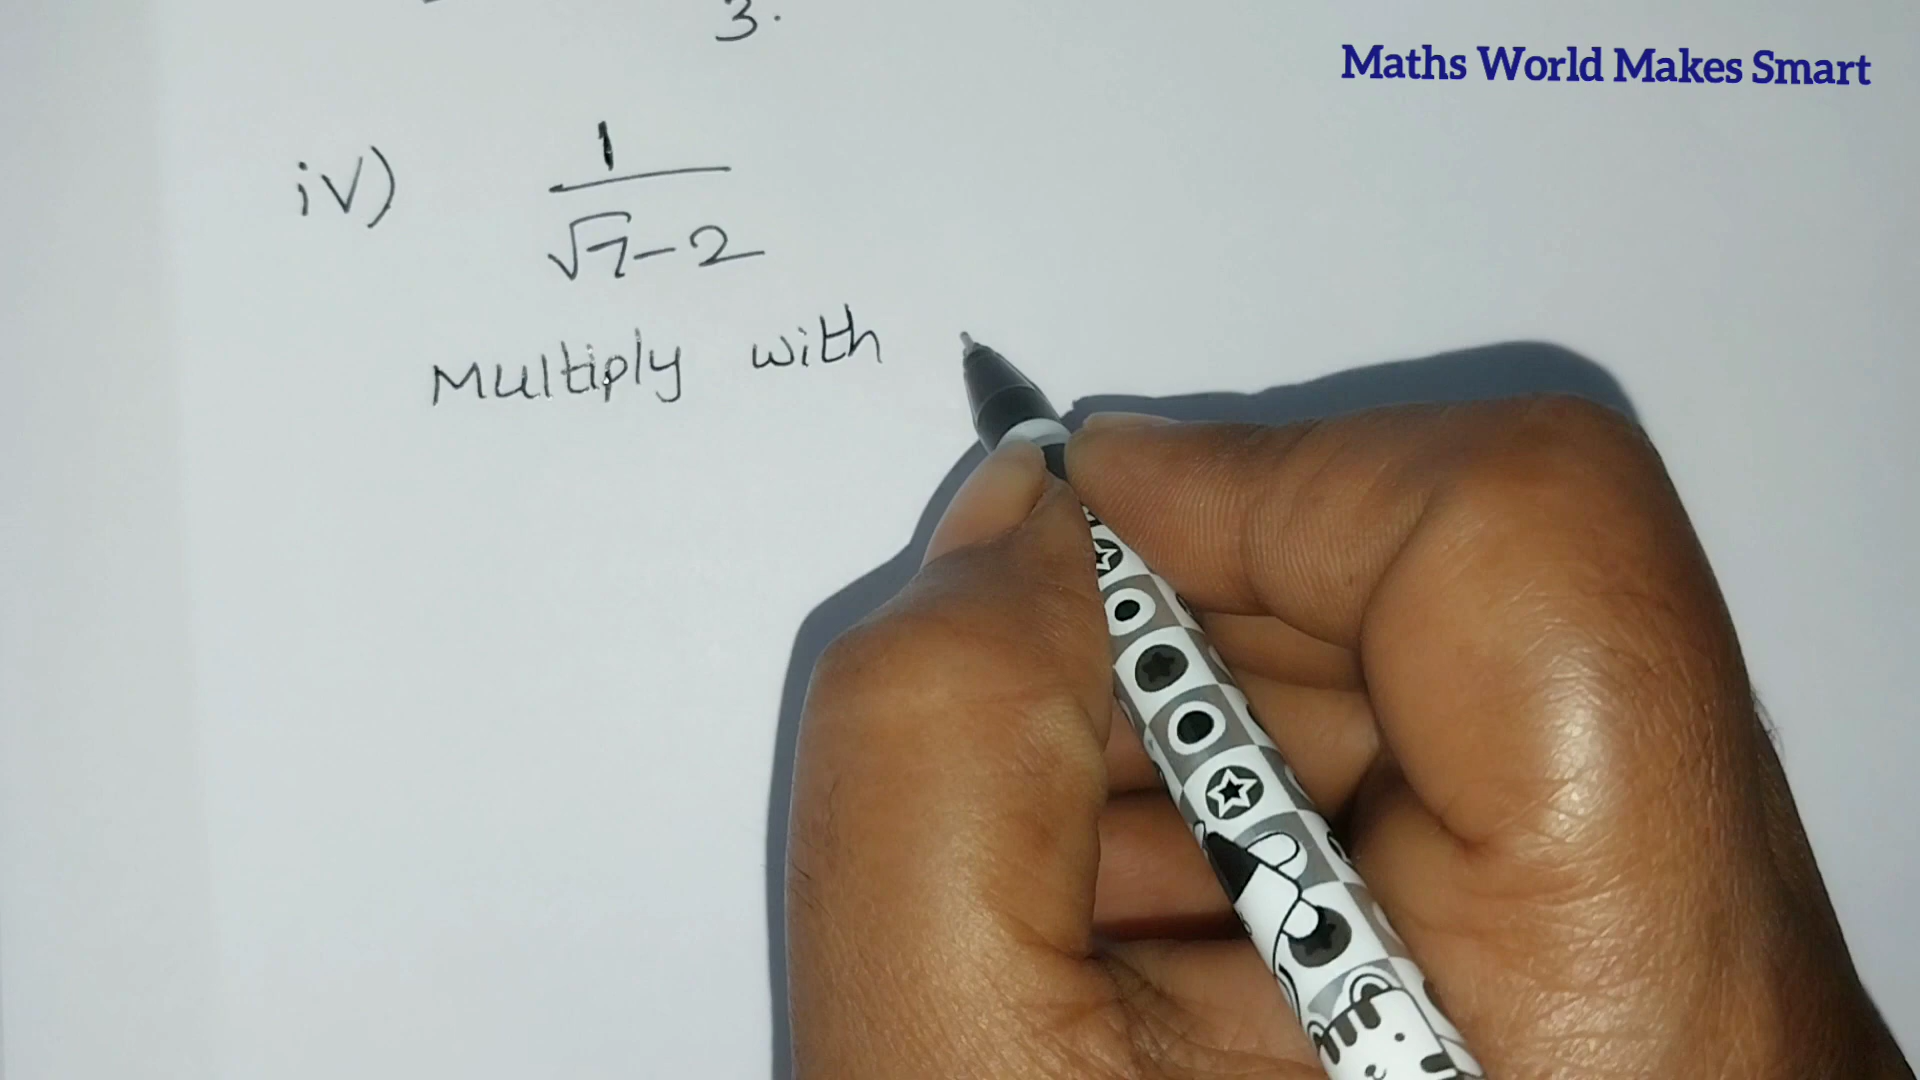 3.
Maths World Makes Smart
iv) 1
√7-2
Multiply with